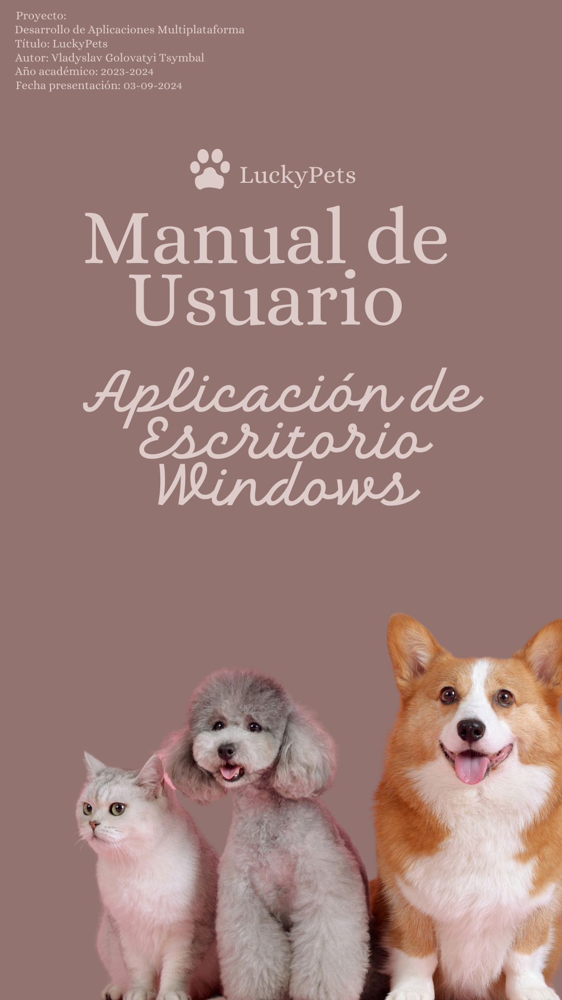 Proyecto:
Desarrollo de Aplicaciones Multiplataforma
Título: LuckyPets
Autor: Vladyslav Golovatyi Tsymbal
Año académico: 2023-2024
Fecha presentación: 03-09-2024
LuckyPets
Manual de
Usuario
Aplicación de
Escritorio
Windows